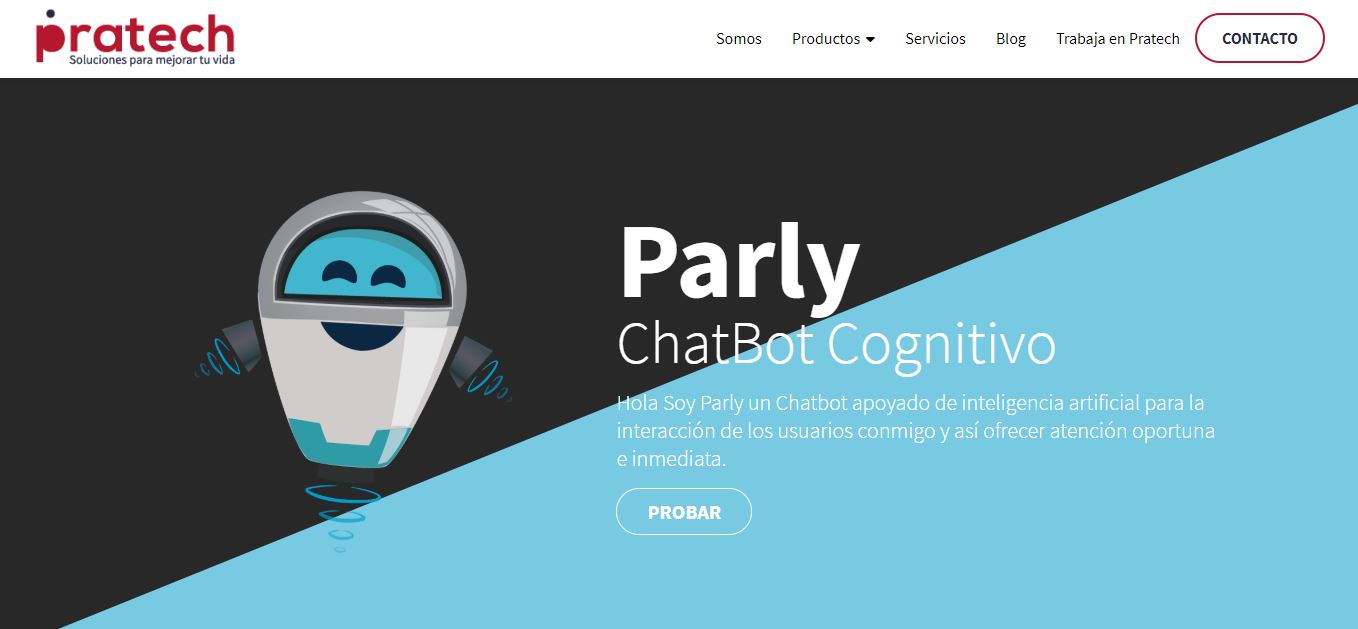 pratech
Soluciones para mejorar tu vida
Somos
Productos
Servicios
Blog
Trabaja en Pratech
CONTACTO
Parly
ChatBot Cognitivo
Hola Soy Parly un Chatbot apoyado de inteligencia artificial para la
interacción de los usuarios conmigo y así ofrecer atención oportuna
e inmediata.
PROBAR